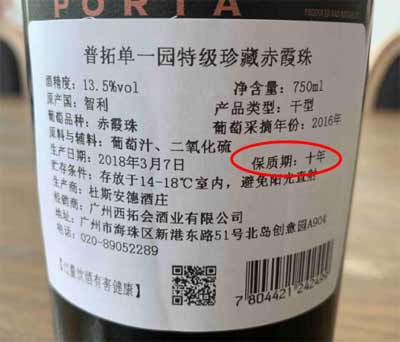 PORTA
普拓单一园特级珍藏赤霞珠
酒精度：13.5%vol 净含量：750ml
原产国：智利 产品类型：干型
葡萄品种：赤霞珠 葡萄采摘年份：2016年
原料与辅料：葡萄汁、二氧化硫
生产日期：2018年3月7日 保质期：十年
贮存条件：存放于14-18℃室内，避免阳光直射
生产商：杜斯安德酒庄
经销商：广州西拓会酒业有限公司
地址：广州市海珠区新港东路51号北岛创意园A904
电话：020-89052289
【过量饮酒有害健康】